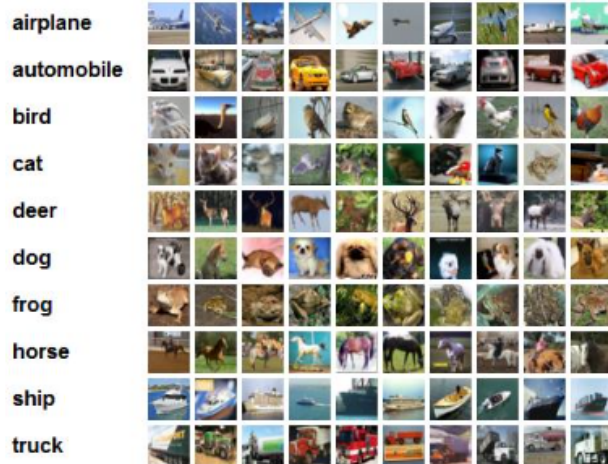 airplane
automobile
bird
cat
deer
dog
frog
horse
ship
truck